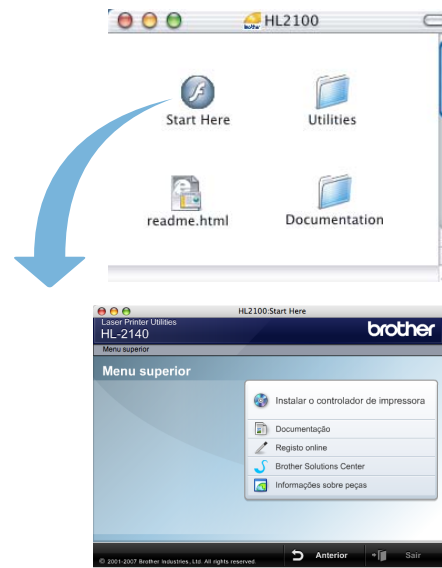 brother HL2100
Start Here
Utilities
readme.html
Documentation
HL2100:Start Here
Laser Printer Utilities
HL-2140
brother
Menu superior
Menu superior
Instalar o controlador de impressora
Documentação
Registo online
Brother Solutions Center
Informações sobre peças
© 2001-2007 Brother Industries, Ltd. All rights reserved.
Anterior
Sair